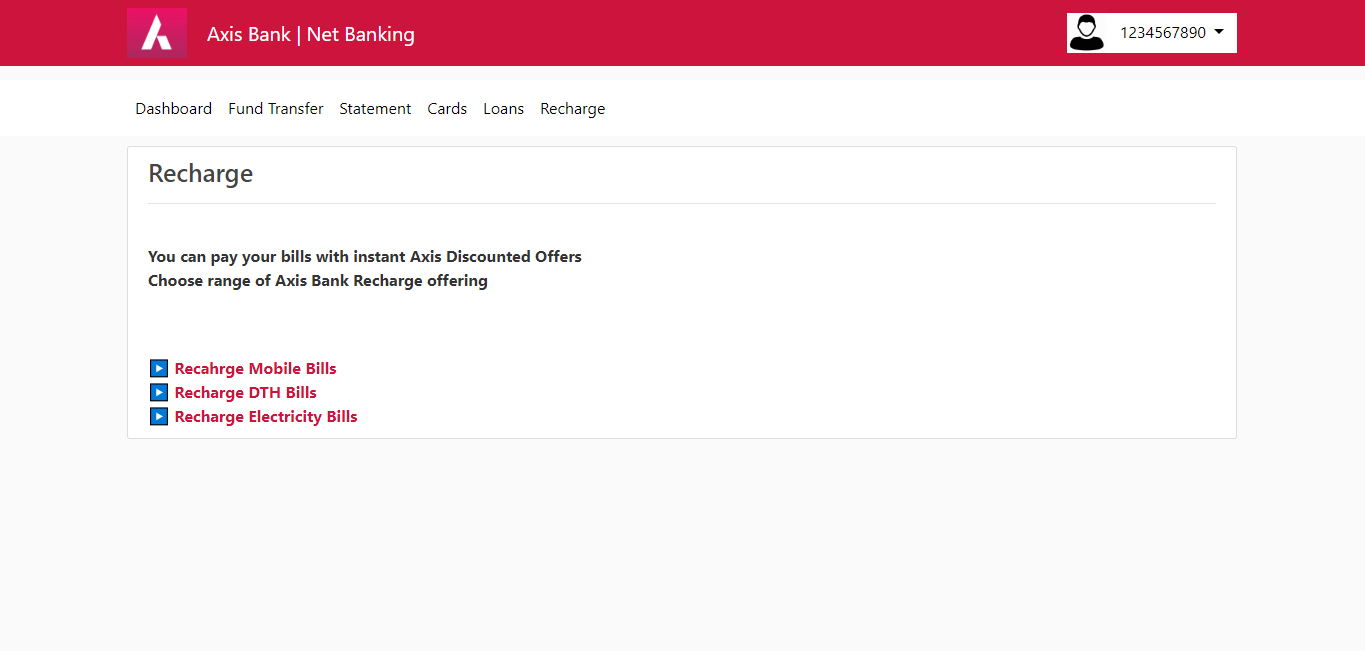 Axis Bank | Net Banking
1234567890
Dashboard Fund Transfer Statement Cards Loans Recharge
Recharge
You can pay your bills with instant Axis Discounted Offers
Choose range of Axis Bank Recharge offering
Recahrge Mobile Bills
Recharge DTH Bills
Recharge Electricity Bills